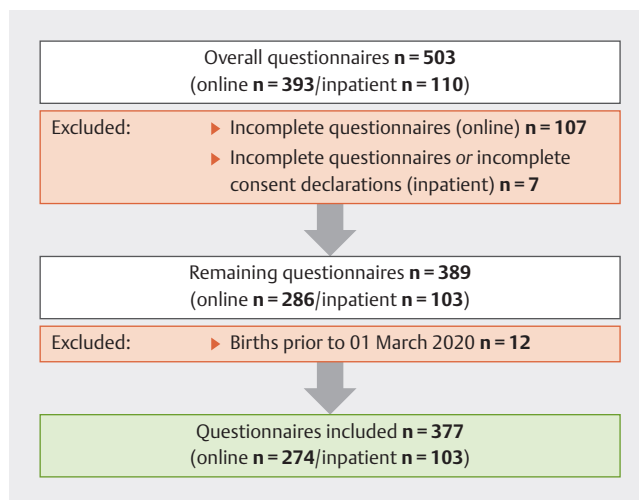 Overall questionnaires n = 503
(online n = 393/inpatient n = 110)
Excluded: ▶ Incomplete questionnaires (online) n = 107
▶ Incomplete questionnaires or incomplete
consent declarations (inpatient) n = 7
Remaining questionnaires n = 389
(online n = 286/inpatient n = 103)
Excluded: ▶ Births prior to 01 March 2020 n = 12
Questionnaires included n = 377
(online n = 274/inpatient n = 103)